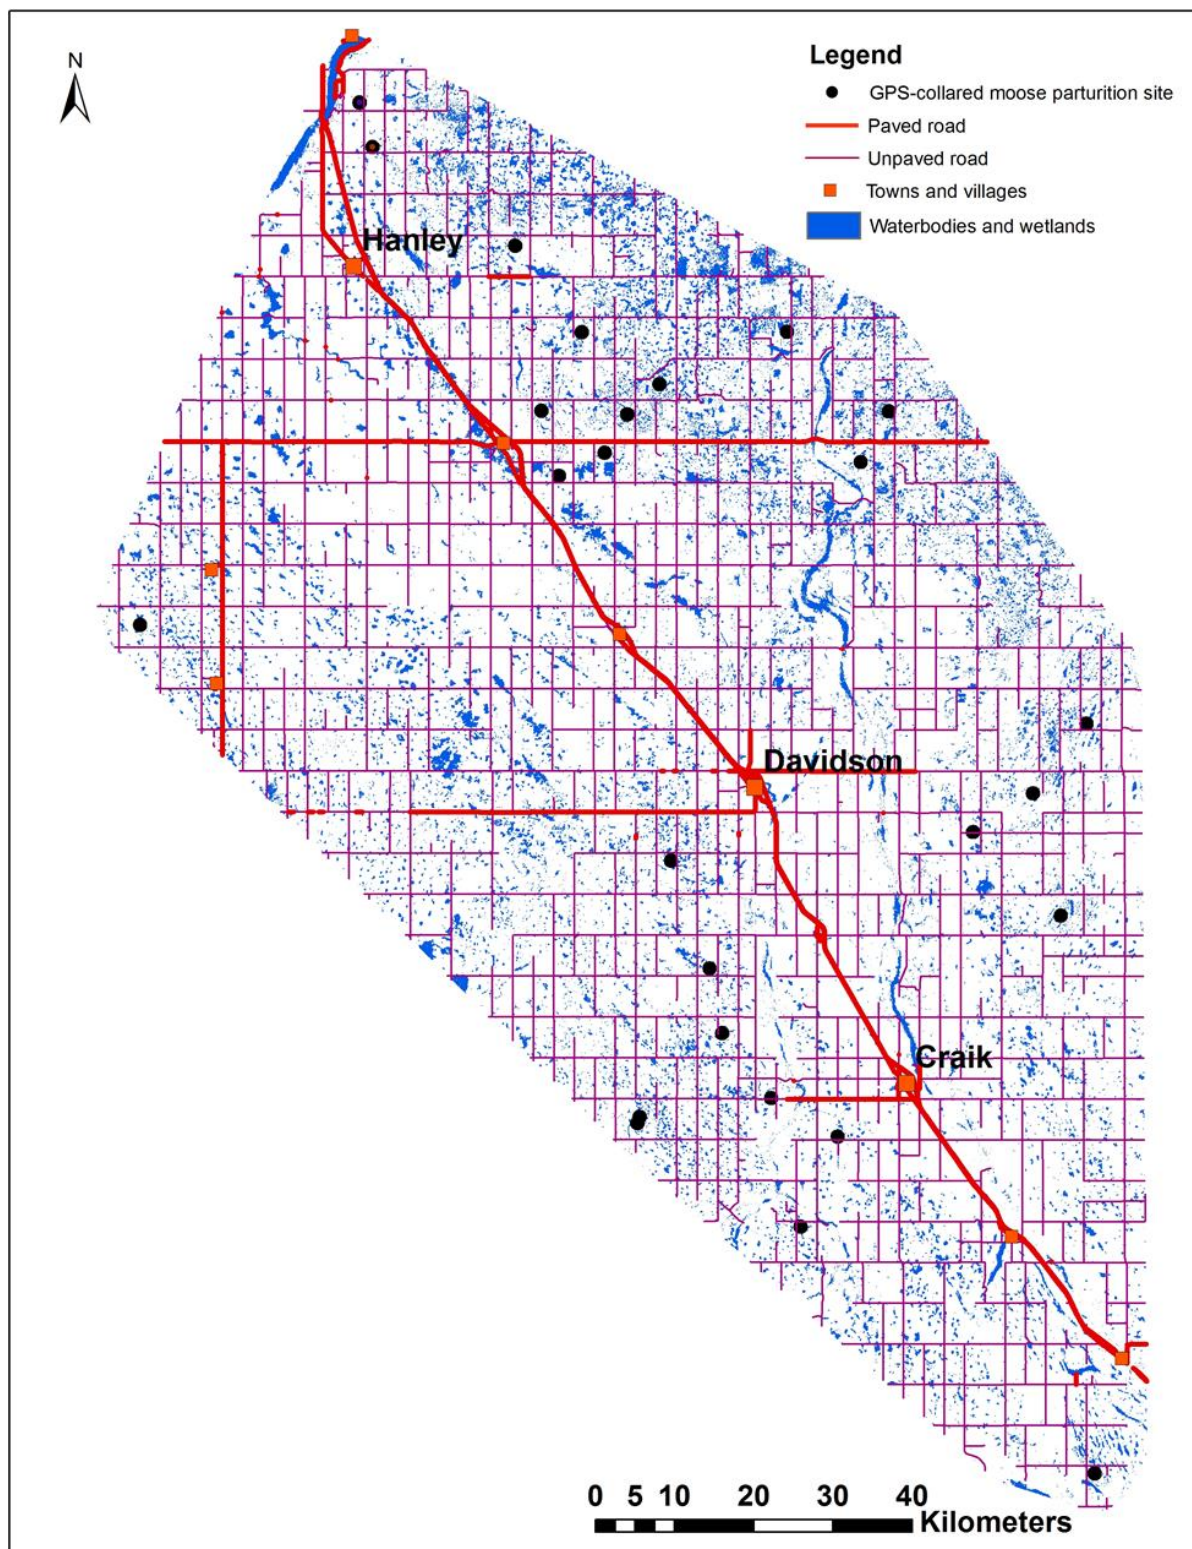 N
Legend
GPS-collared moose parturition site
Paved road
Unpaved road
Towns and villages
Waterbodies and wetlands
Hanley
Davidson
Craik
0 5 10 20 30 40
Kilometers